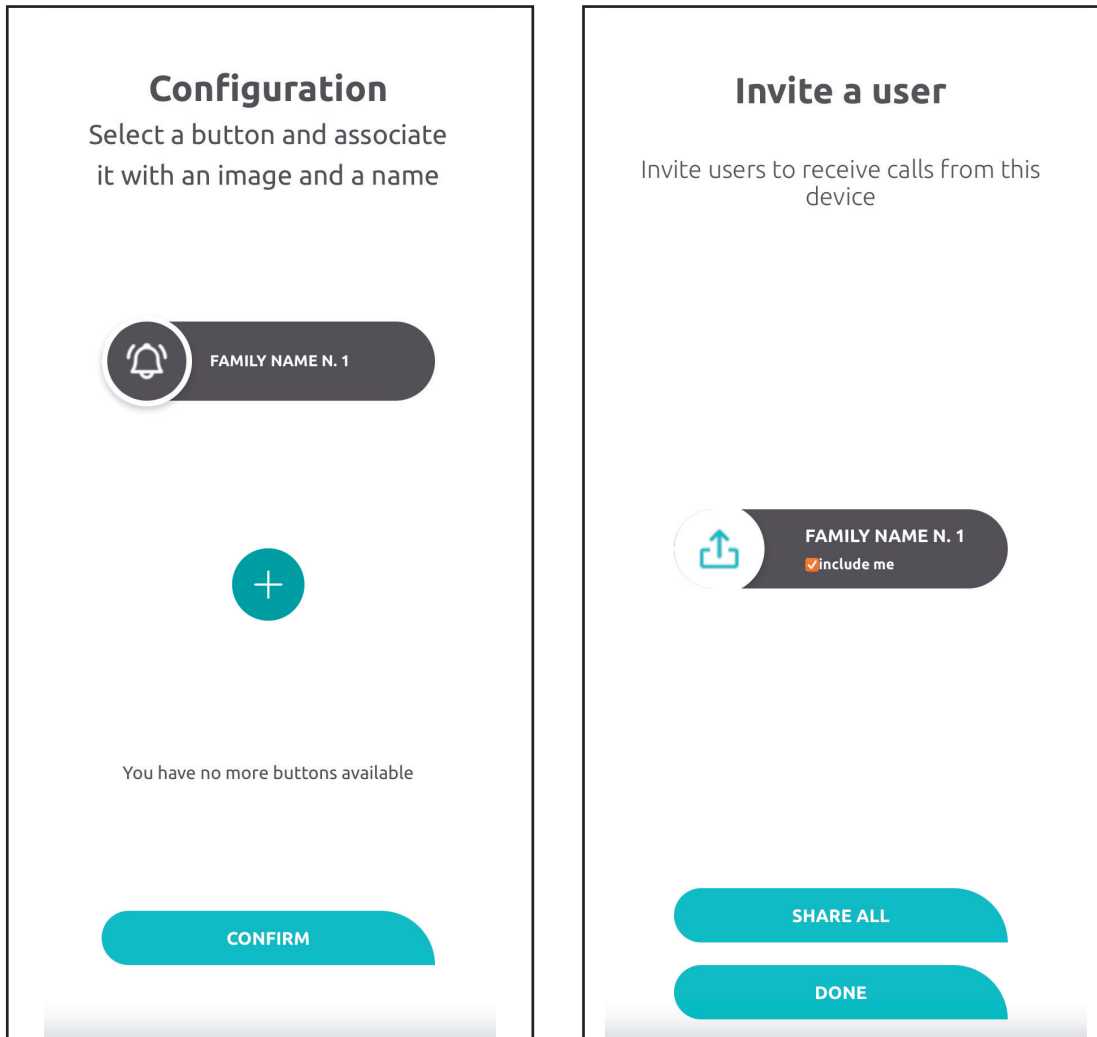 Configuration
Select a button and associate
it with an image and a name
FAMILY NAME N. 1
You have no more buttons available
CONFIRM
Invite a user
Invite users to receive calls from this
device
FAMILY NAME N. 1
include me
SHARE ALL
DONE